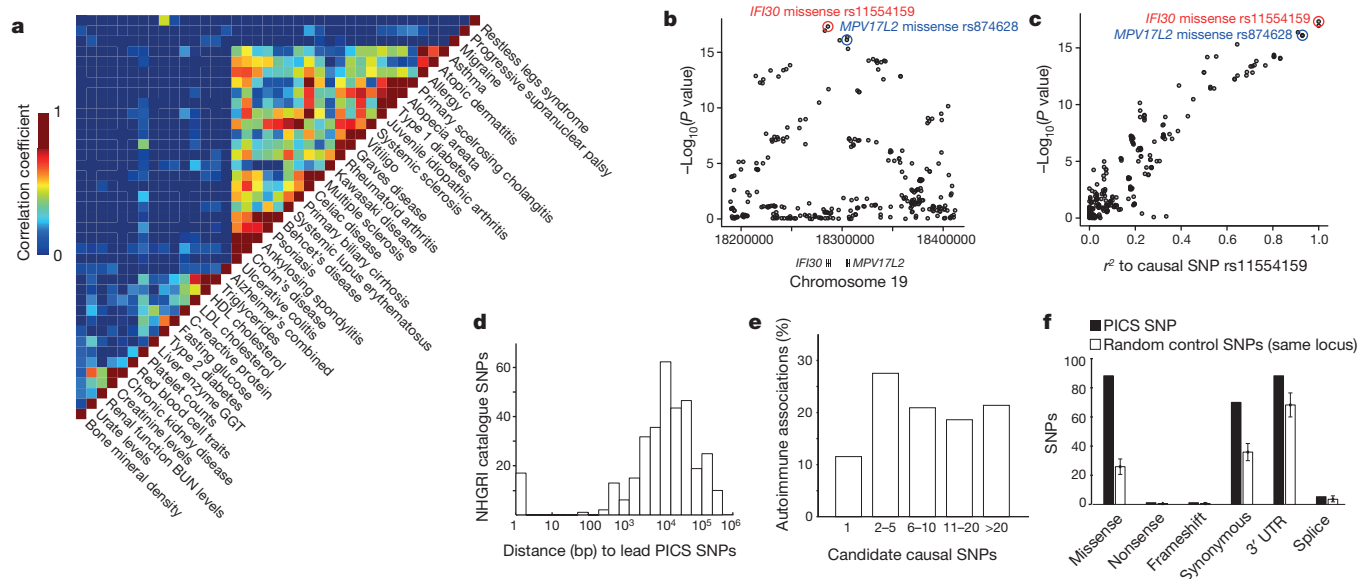 a
Correlation coefficient
1
0
Restless legs syndrome
Progressive supranuclear palsy
Migraine
Asthma
Atopic dermatitis
Allergy
Primary sclerosing cholangitis
Alopecia areata
Type 1 diabetes
Juvenile idiopathic arthritis
Systemic sclerosis
Vitiligo
Graves disease
Rheumatoid arthritis
Kawasaki disease
Multiple sclerosis
Celiac disease
Primary biliary cirrhosis
Systemic lupus erythematosus
Behcet's disease
Psoriasis
Ankylosing spondylitis
Crohn's disease
Ulcerative colitis
Alzheimer's combined
Triglycerides
HDL cholesterol
LDL cholesterol
C-reactive protein
Fasting glucose
Type 2 diabetes
Liver enzyme GGT
Platelet counts
Red blood cell traits
Chronic kidney disease
Creatinine levels
Renal function BUN levels
Urate levels
Bone mineral density
b
IFI30 missense rs11554159
MPV17L2 missense rs874628
−Log10(P value)
15
10
5
0
18200000 18300000 18400000
IFI30 MPV17L2
Chromosome 19
c
IFI30 missense rs11554159
MPV17L2 missense rs874628
−Log10(P value)
15
10
5
0
0.0 0.2 0.4 0.6 0.8 1.0
r2 to causal SNP rs11554159
d
NHGRI catalogue SNPs
60
40
20
0
1 10 100 10^3 10^4 10^5 10^6
Distance (bp) to lead PICS SNPs
e
Autoimmune associations (%)
30
20
10
0
1 2–5 6–10 11–20 >20
Candidate causal SNPs
f
PICS SNP
Random control SNPs (same locus)
SNPs
100
80
60
40
20
0
Missense
Nonsense
Frameshift
Synonymous
3′ UTR
Splice